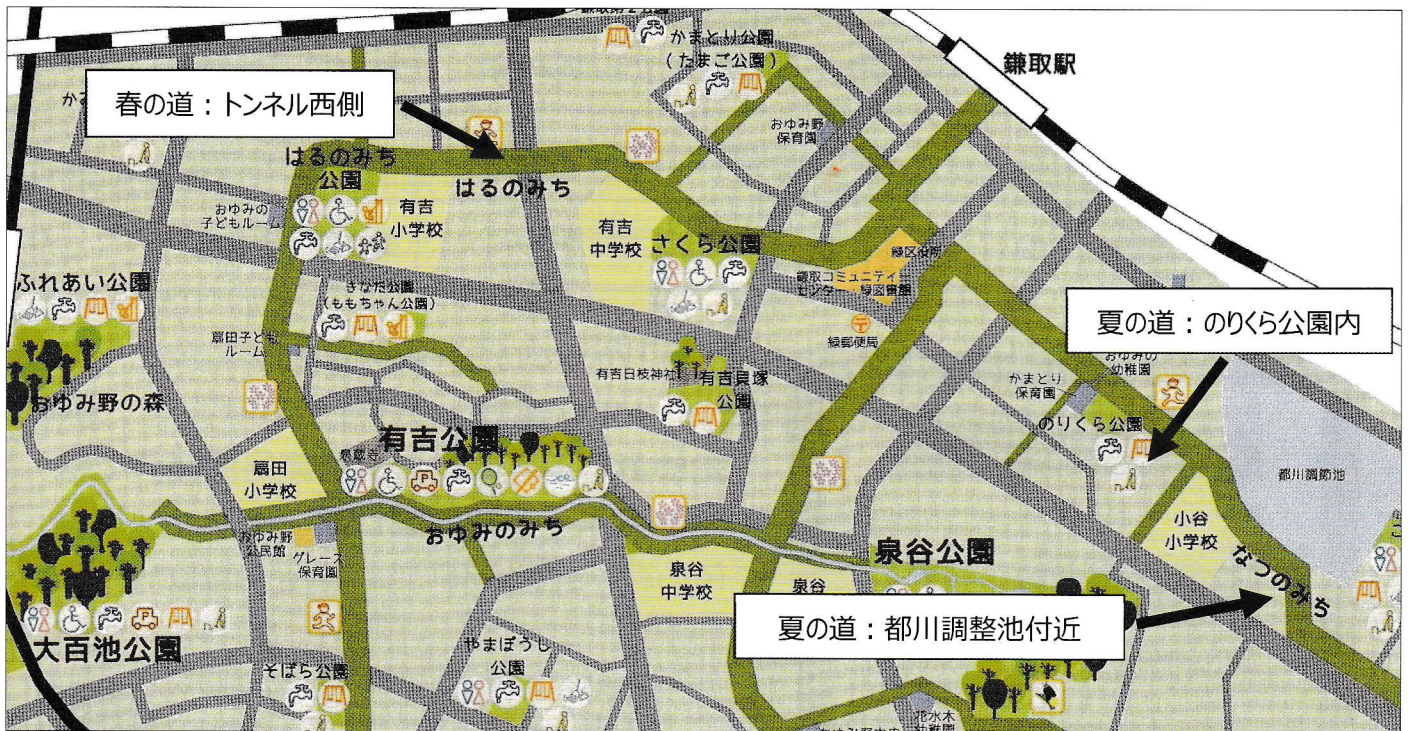 かまとり公園
(たまご公園)
鎌取駅
春の道：トンネル西側
おゆみ野
保育園
はるのみち
公園
はるのみち
おゆみの
子どもルーム
有吉
小学校
有吉
中学校
さくら公園
緑区役所
鎌取コミュニティ
センター
緑図書館
ふれあい公園
きなだ公園
(ももちゃん公園)
夏の道：のりくら公園内
緑郵便局
扇田子ども
ルーム
おゆみの
幼稚園
かまとり
保育園
有吉日枝神社
有吉貝塚
公園
おゆみ野の森
のりくら公園
有吉公園
扇田
小学校
都川調節池
小谷
小学校
おゆみのみち
おゆみ野
公民館
グレース
保育園
泉谷公園
なつのみち
泉谷
中学校
泉谷
夏の道：都川調整池付近
大百池公園
そばら公園
やまぼうし
公園
花水木
幼稚園